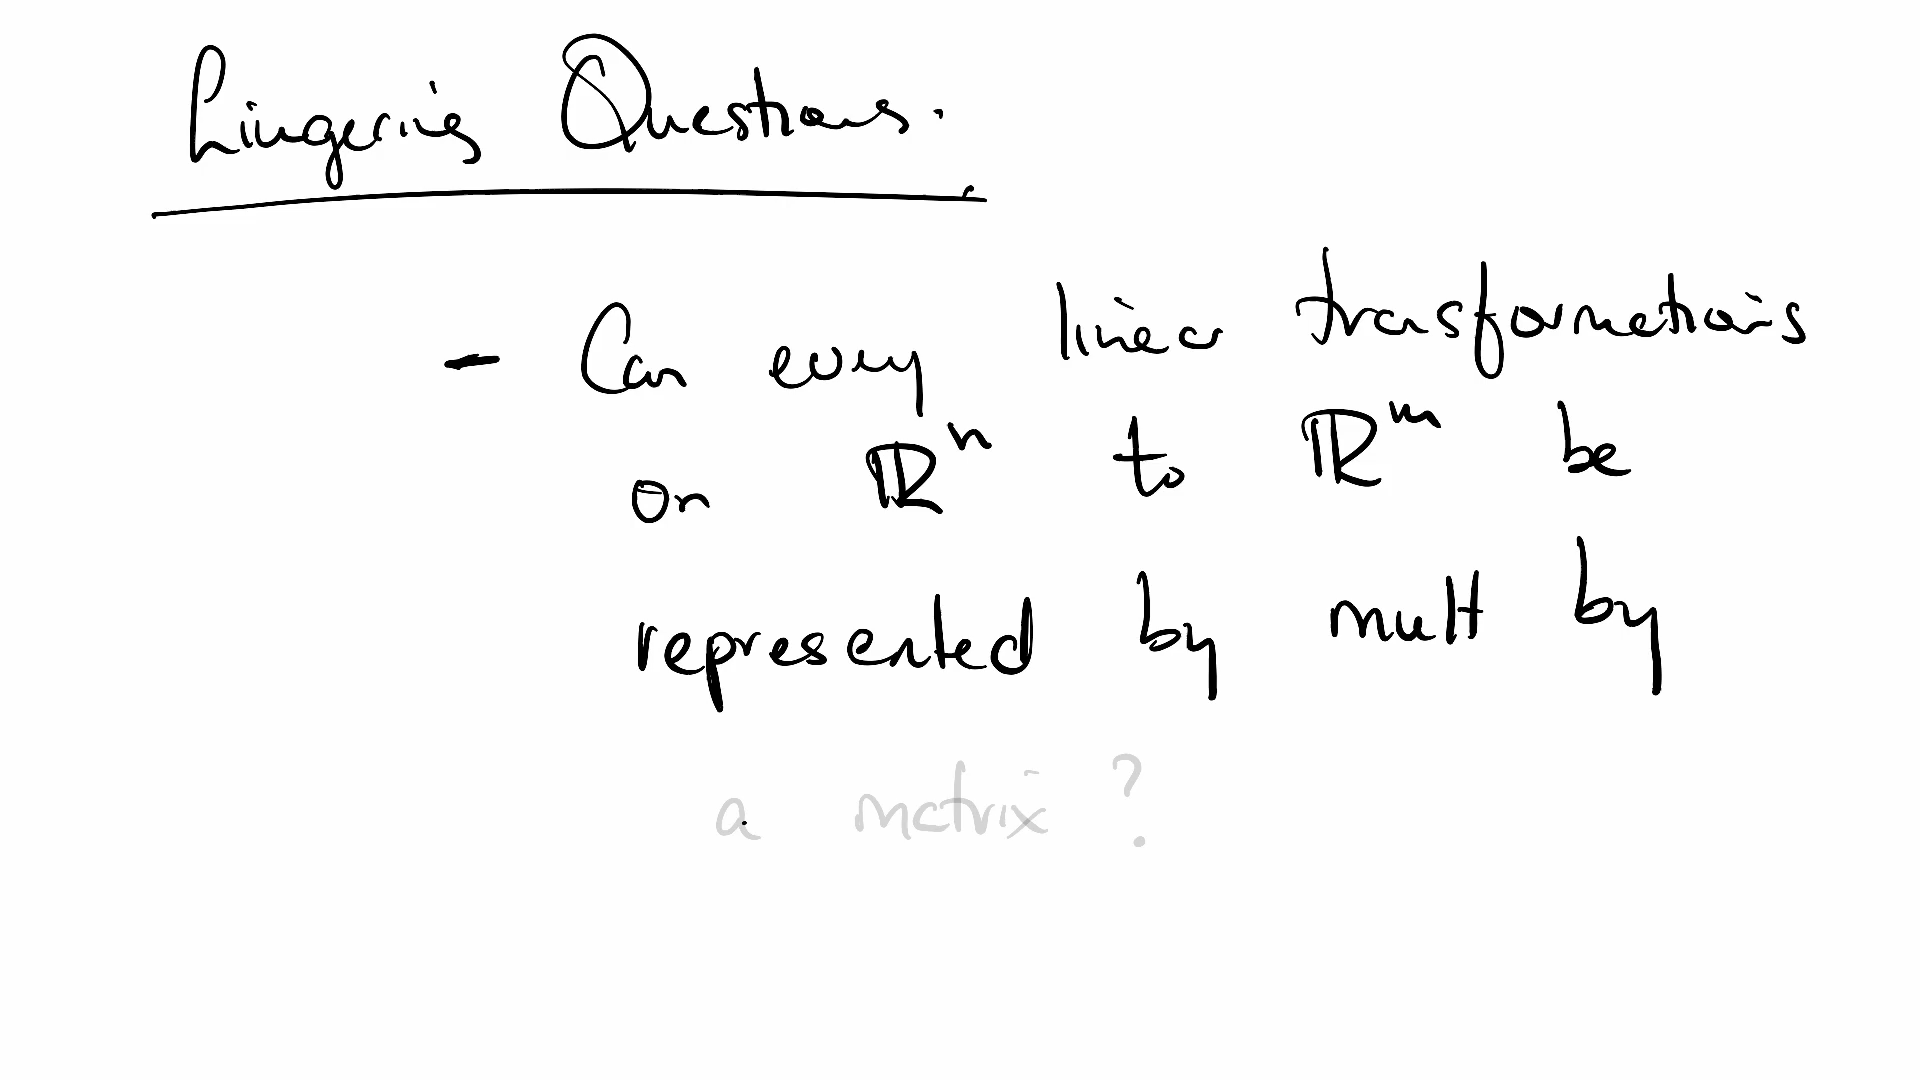 Lingering Questions.
- Can every linear transformations
on ℝⁿ to ℝᵐ be
represented by mult by
a matrix ?